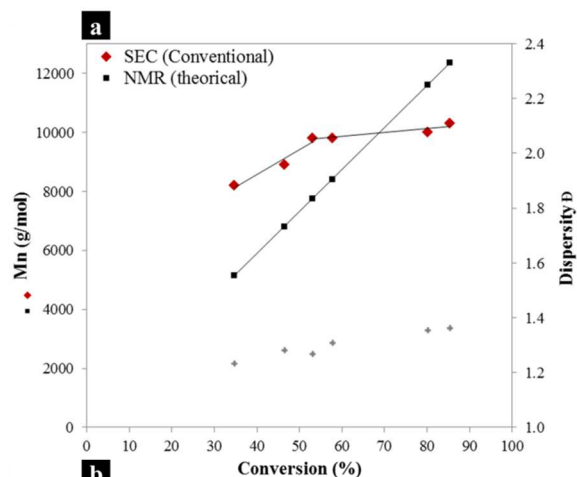 a
SEC (Conventional)
NMR (theorical)
2.4
2.2
2.0
1.8
1.6
1.4
1.2
1.0
12000
10000
8000
6000
4000
2000
0
Mn (g/mol)
Dispersity Đ
0 10 20 30 40 50 60 70 80 90 100
Conversion (%)
b